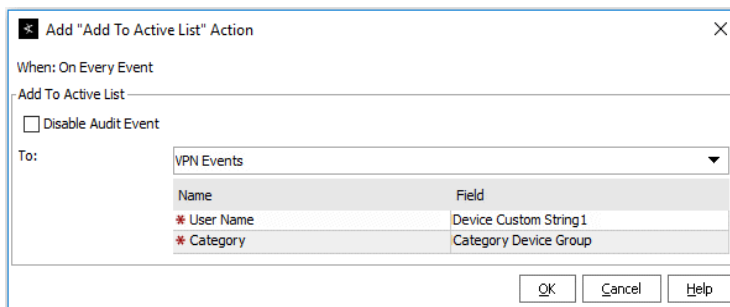 Add "Add To Active List" Action
When: On Every Event
Add To Active List
Disable Audit Event
To: VPN Events
Name Field
* User Name Device Custom String1
* Category Category Device Group
OK Cancel Help